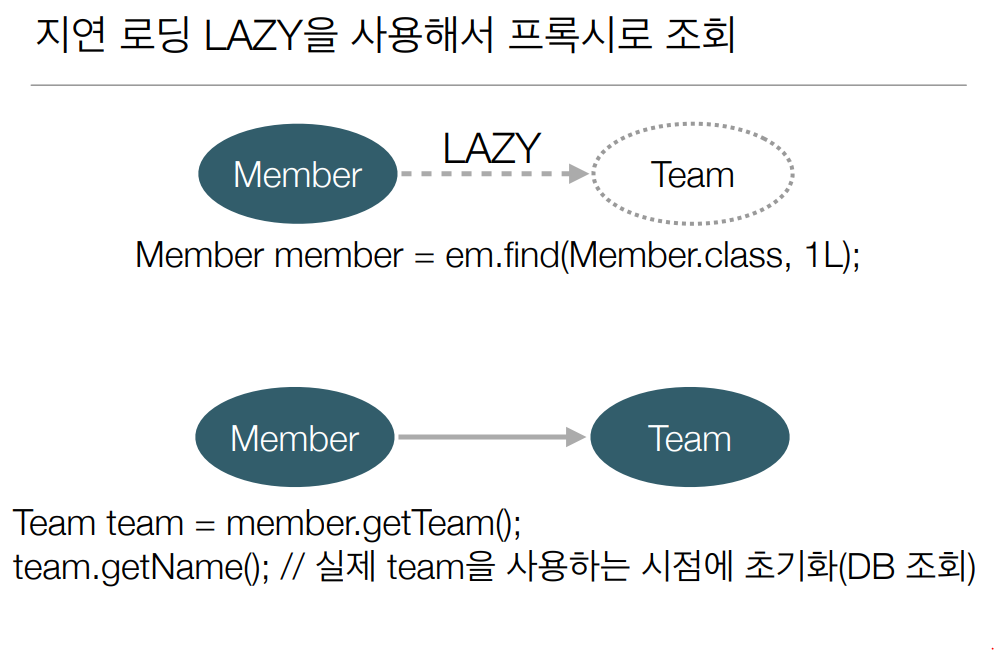 지연 로딩 LAZY을 사용해서 프록시로 조회
Member
LAZY
Team
Member member = em.find(Member.class, 1L);
Member
Team
Team team = member.getTeam();
team.getName(); // 실제 team을 사용하는 시점에 초기화(DB 조회)